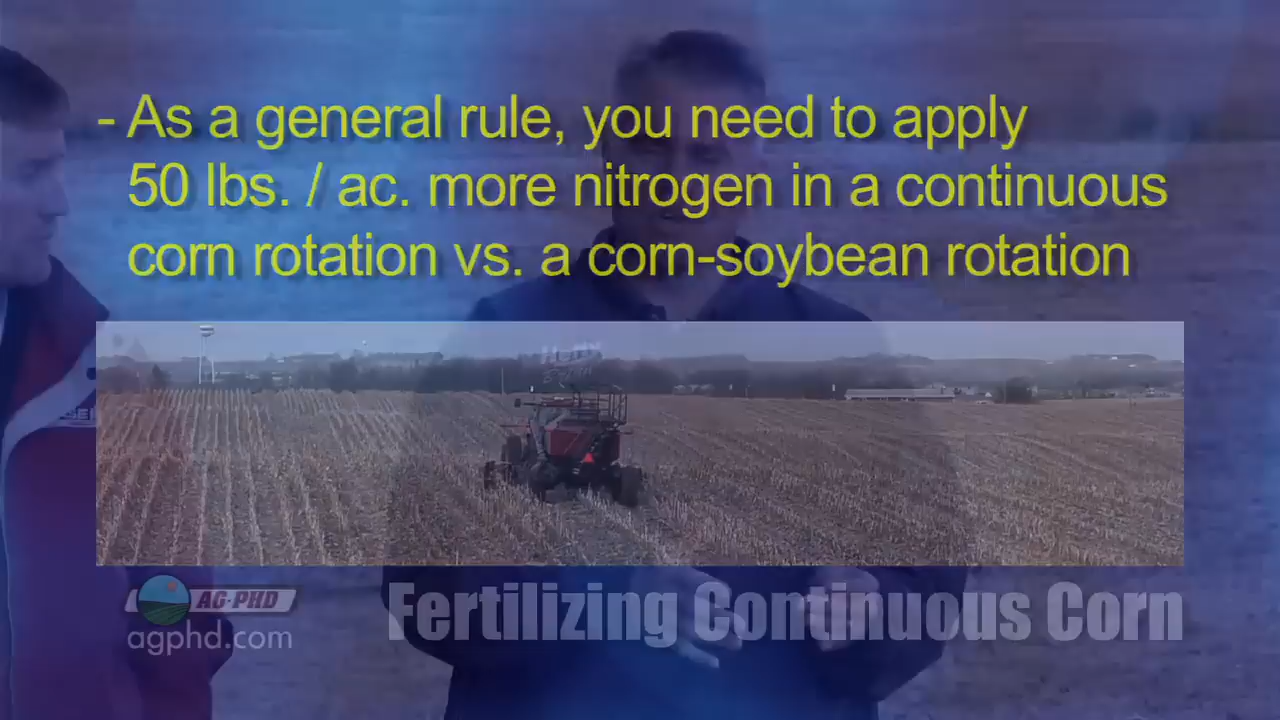 - As a general rule, you need to apply
50 lbs. / ac. more nitrogen in a continuous
corn rotation vs. a corn-soybean rotation
AG-PHD
agphd.com
Fertilizing Continuous Corn